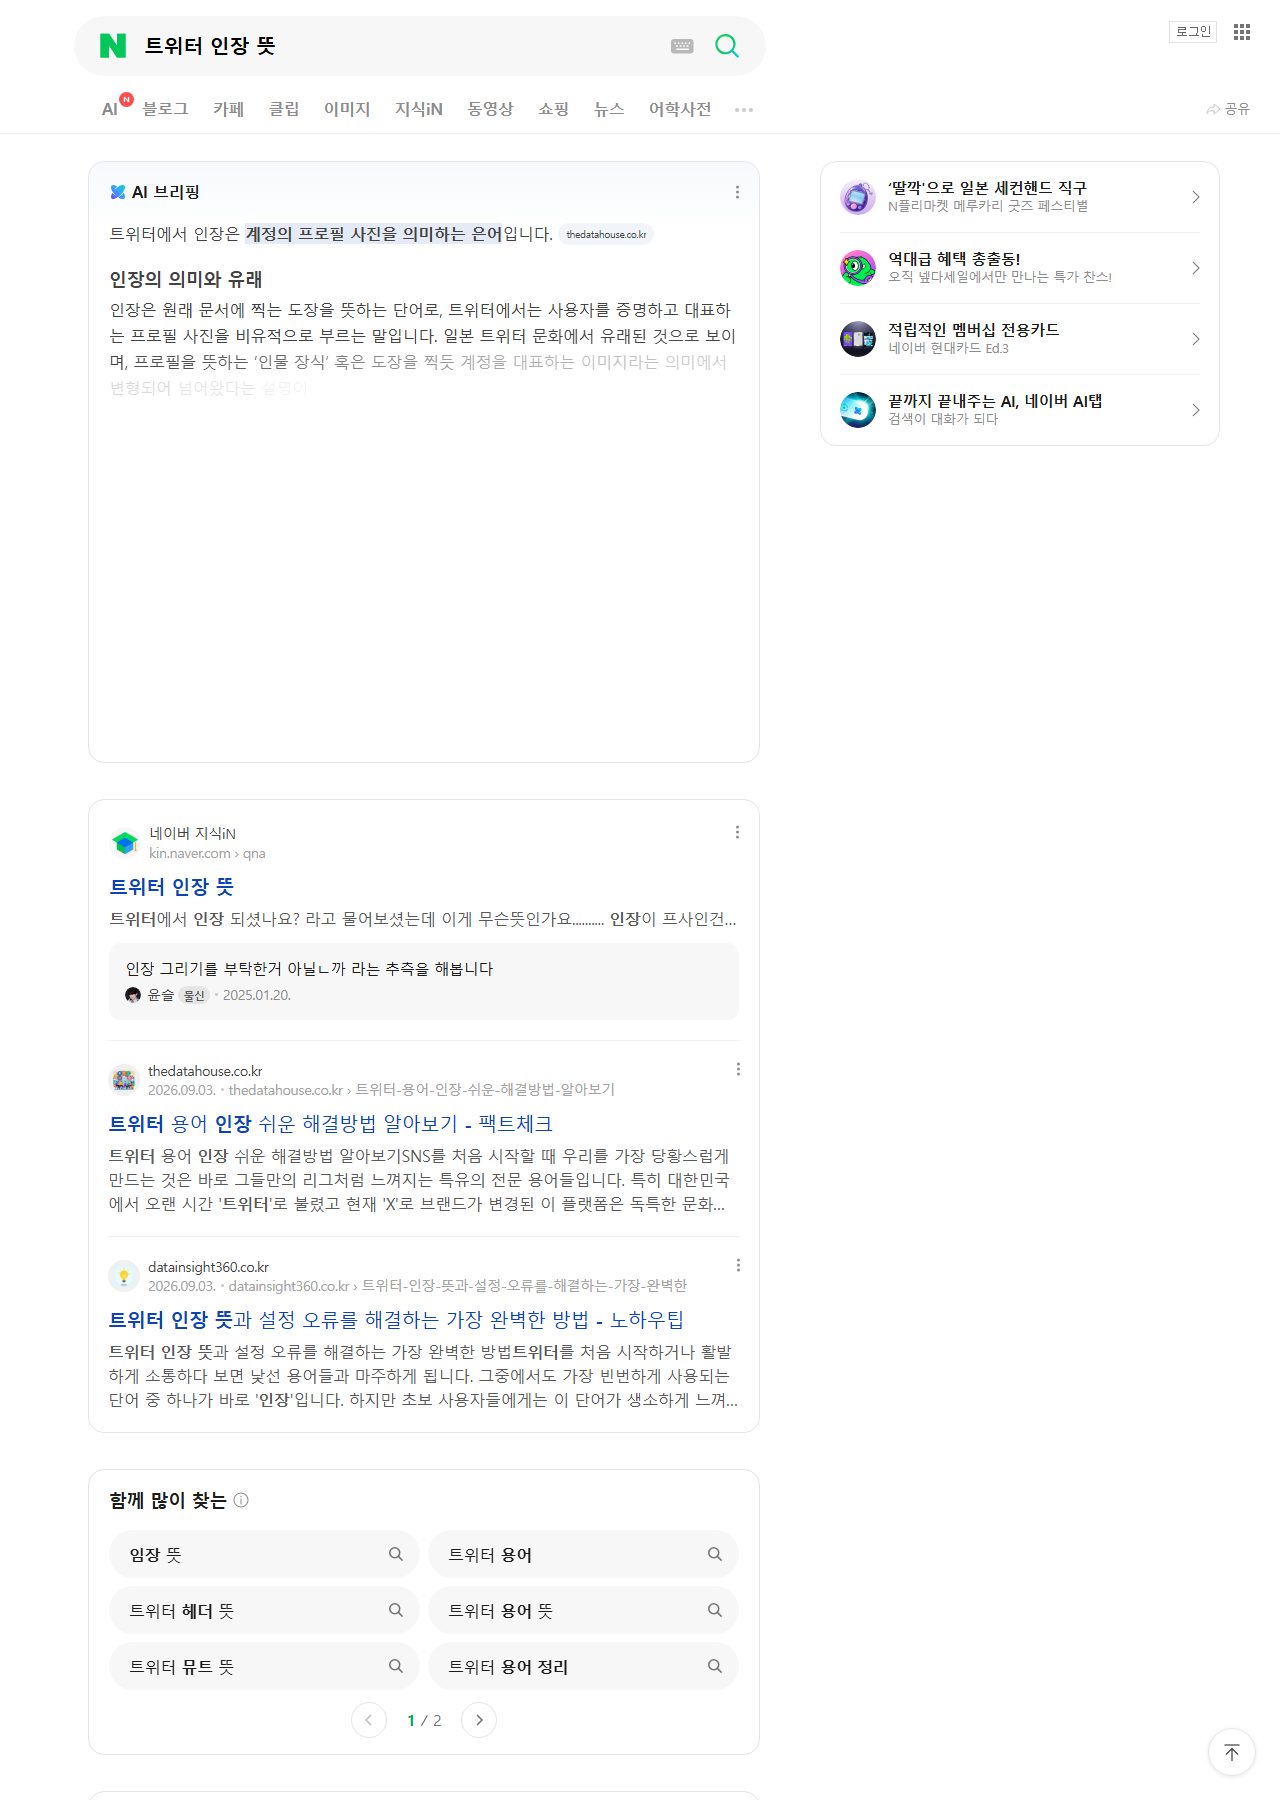 트위터 인장 뜻
로그인
AI
N
블로그
카페
클립
이미지
지식iN
동영상
쇼핑
뉴스
어학사전
공유
AI 브리핑
트위터에서 인장은 계정의 프로필 사진을 의미하는 은어입니다. thedatahouse.co.kr
인장의 의미와 유래
인장은 원래 문서에 찍는 도장을 뜻하는 단어로, 트위터에서는 사용자를 증명하고 대표하
는 프로필 사진을 비유적으로 부르는 말입니다. 일본 트위터 문화에서 유래된 것으로 보이
며, 프로필을 뜻하는 ‘인물 장식’ 혹은 도장을 찍듯 계정을 대표하는 이미지라는 의미에서
변형되어 넘어왔다는 설명이
‘딸깍'으로 일본 세컨핸드 직구
N플리마켓 메루카리 굿즈 페스티벌
역대급 혜택 총출동!
오직 넾다세일에서만 만나는 특가 찬스!
적립적인 멤버십 전용카드
네이버 현대카드 Ed.3
끝까지 끝내주는 AI, 네이버 AI탭
검색이 대화가 되다
네이버 지식iN
kin.naver.com › qna
트위터 인장 뜻
트위터에서 인장 되셨나요? 라고 물어보셨는데 이게 무슨뜻인가요.......... 인장이 프사인건...
인장 그리기를 부탁한거 아닐ㄴ까 라는 추측을 해봅니다
윤슬 물신 · 2025.01.20.
thedatahouse.co.kr
2026.09.03. · thedatahouse.co.kr › 트위터-용어-인장-쉬운-해결방법-알아보기
트위터 용어 인장 쉬운 해결방법 알아보기 - 팩트체크
트위터 용어 인장 쉬운 해결방법 알아보기SNS를 처음 시작할 때 우리를 가장 당황스럽게
만드는 것은 바로 그들만의 리그처럼 느껴지는 특유의 전문 용어들입니다. 특히 대한민국
에서 오랜 시간 '트위터'로 불렸고 현재 'X'로 브랜드가 변경된 이 플랫폼은 독특한 문화...
datainsight360.co.kr
2026.09.03. · datainsight360.co.kr › 트위터-인장-뜻과-설정-오류를-해결하는-가장-완벽한
트위터 인장 뜻과 설정 오류를 해결하는 가장 완벽한 방법 - 노하우팁
트위터 인장 뜻과 설정 오류를 해결하는 가장 완벽한 방법트위터를 처음 시작하거나 활발
하게 소통하다 보면 낯선 용어들과 마주하게 됩니다. 그중에서도 가장 빈번하게 사용되는
단어 중 하나가 바로 '인장'입니다. 하지만 초보 사용자들에게는 이 단어가 생소하게 느껴...
함께 많이 찾는
임장 뜻
트위터 용어
트위터 헤더 뜻
트위터 용어 뜻
트위터 뮤트 뜻
트위터 용어 정리
1 / 2